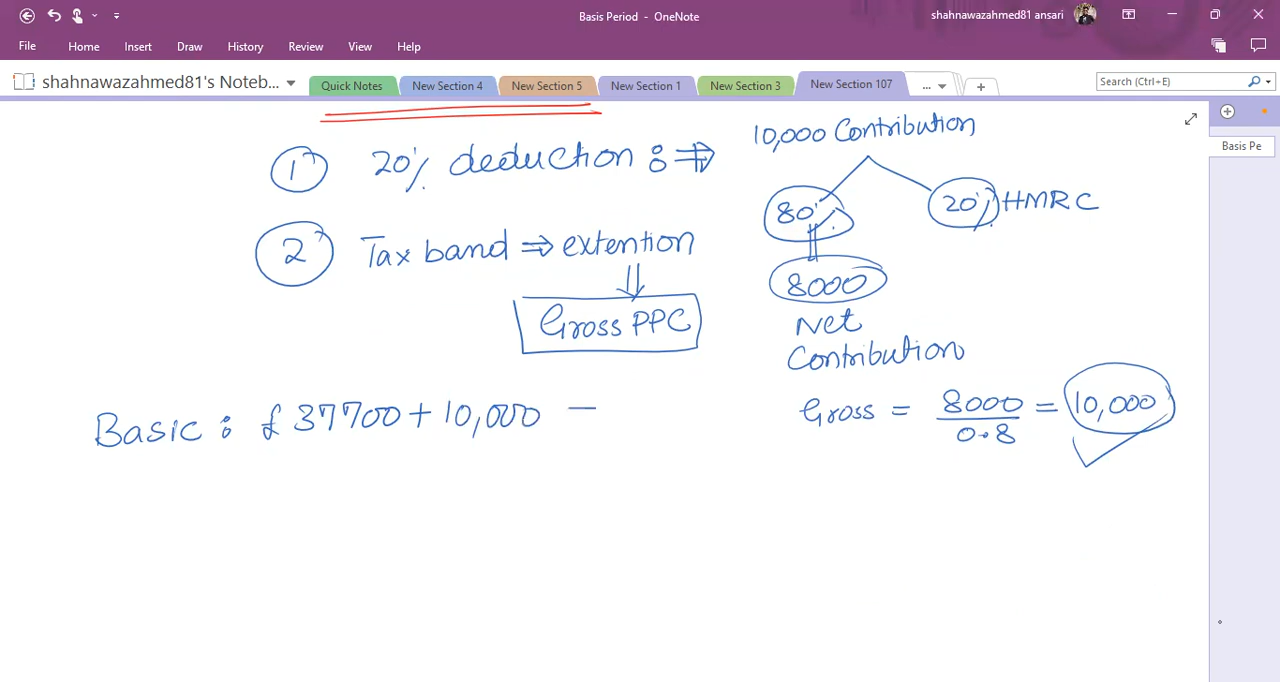 Basis Period - OneNote
shahnawazahmed81 ansari
File Home Insert Draw History Review View Help
shahnawazahmed81's Noteb...
Quick Notes New Section 4 New Section 5 New Section 1 New Section 3 New Section 107 ...
Search (Ctrl+E)
Basis Pe
10,000 Contribution
1 20% deduction : ⇒
80% 20% HMRC
2 Tax band ⇒ extention
8000
Gross PPC
Net
Contribution
Basic : £37700 + 10,000 =
Gross = 8000/0.8 = 10,000